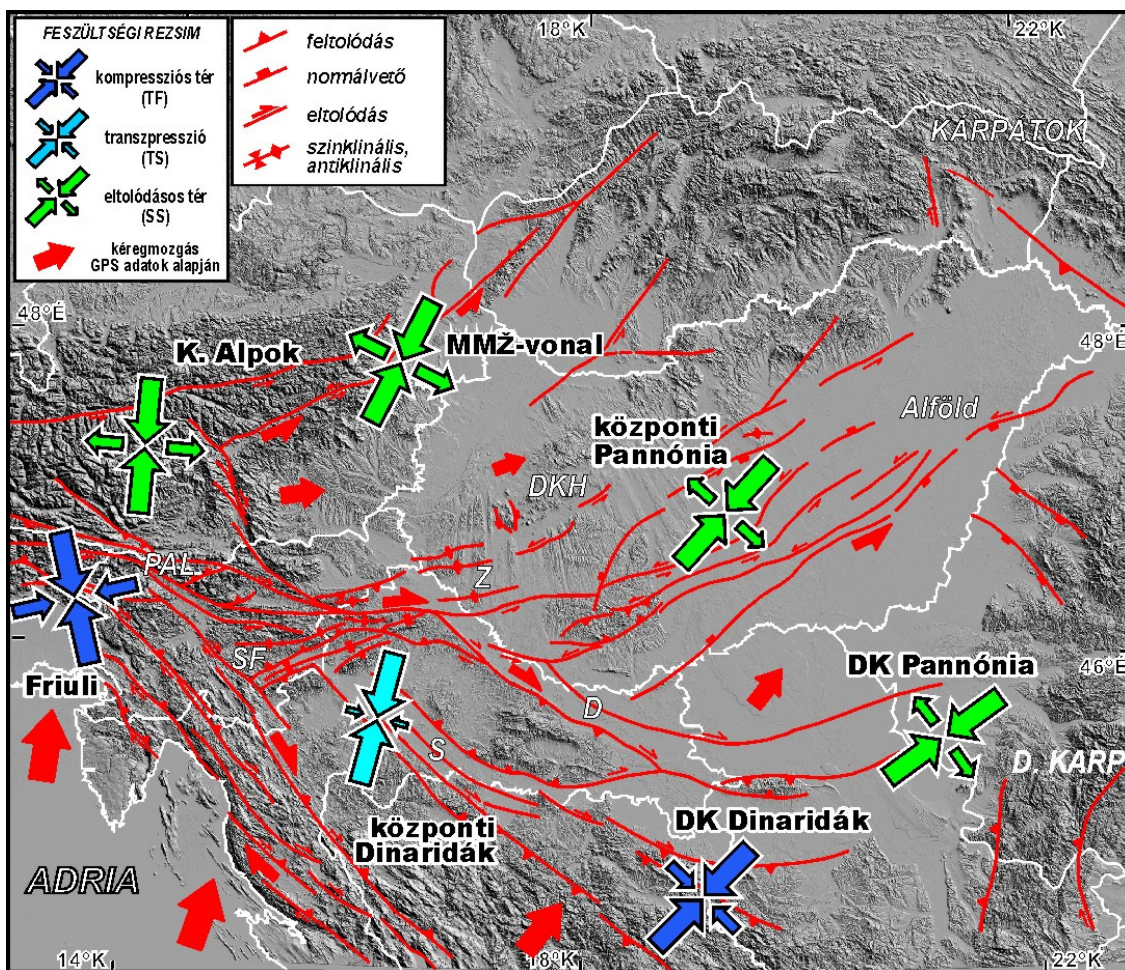 FESZÜLTSÉGI REZSIM
kompressziós tér
(TF)
transzpresszió
(TS)
eltolódásos tér
(SS)
kéregmozgás
GPS adatok alapján
feltolódás
normálvető
eltolódás
szinklinális,
antiklinális
18°K
22°K
KÁRPÁTOK
48°É
48°É
K. Alpok
MMŽ-vonal
Alföld
központi
Pannónia
DKH
PAL
Z
SF
Friuli
46°É
DK Pannónia
D
S
D. KÁRP
központi
Dinaridák
DK Dinaridák
ADRIA
14°K
18°K
22°K